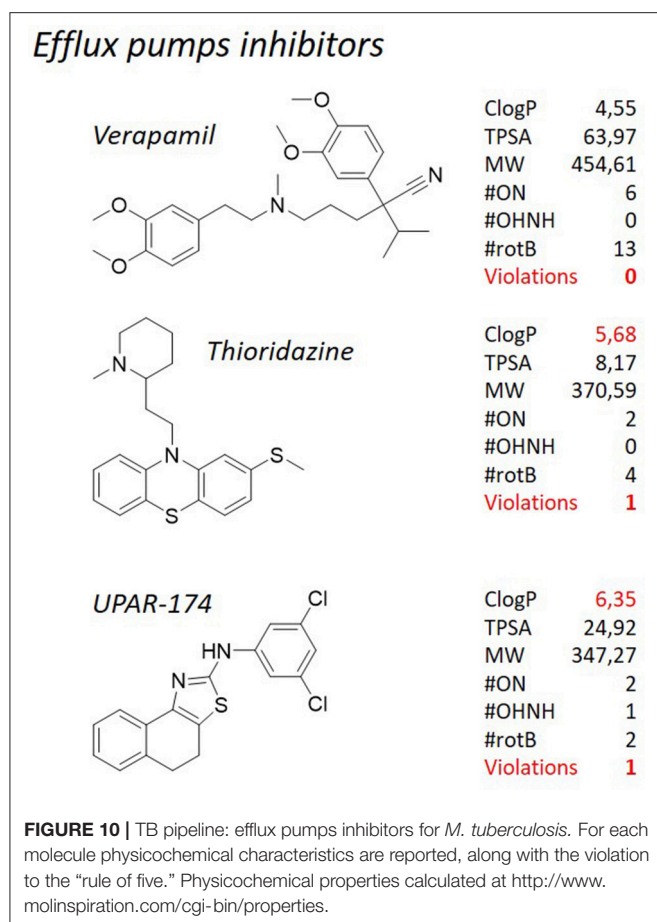 Efflux pumps inhibitors
Verapamil
O
O
O
O
N
N
ClogP 4,55
TPSA 63,97
MW 454,61
#ON 6
#OHNH 0
#rotB 13
Violations 0
Thioridazine
N
N
S
S
ClogP 5,68
TPSA 8,17
MW 370,59
#ON 2
#OHNH 0
#rotB 4
Violations 1
UPAR-174
Cl
HN
N
S
Cl
ClogP 6,35
TPSA 24,92
MW 347,27
#ON 2
#OHNH 1
#rotB 2
Violations 1
FIGURE 10 | TB pipeline: efflux pumps inhibitors for M. tuberculosis. For each
molecule physicochemical characteristics are reported, along with the violation
to the “rule of five.” Physicochemical properties calculated at http://www.
molinspiration.com/cgi-bin/properties.